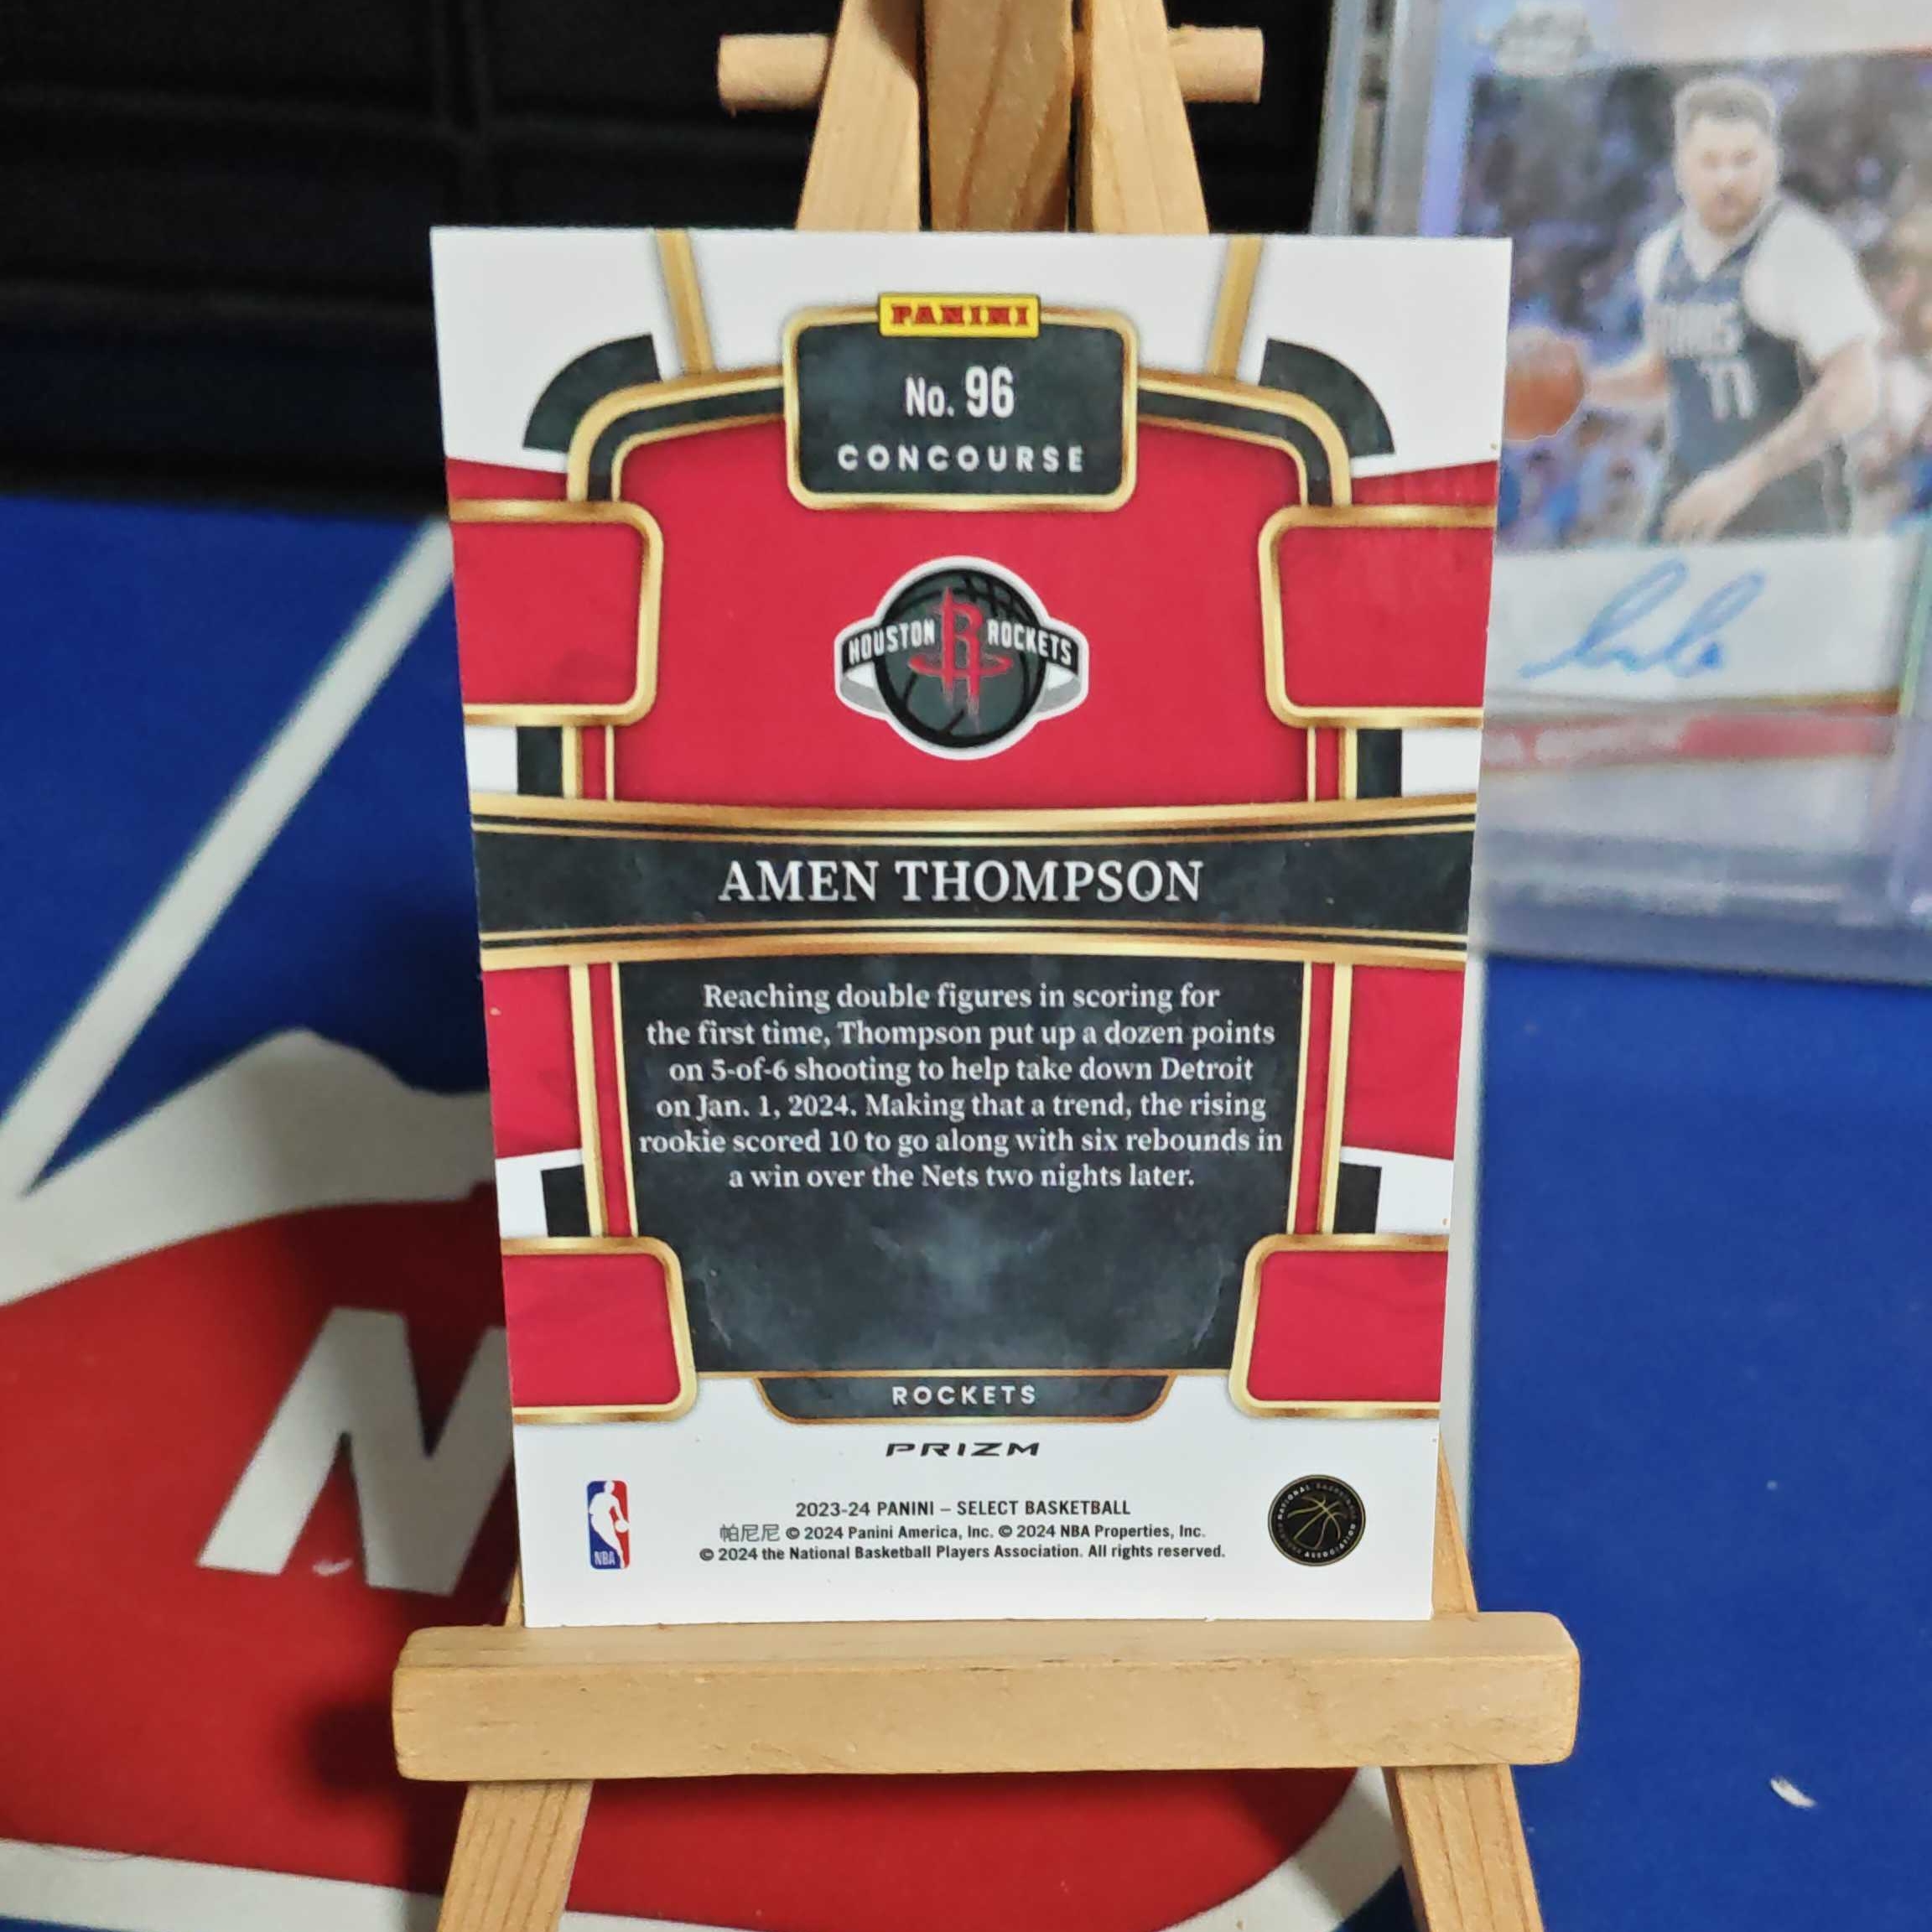 PANINI
No. 96
CONCOURSE
HOUSTON R ROCKETS
AMEN THOMPSON
Reaching double figures in scoring for
the first time, Thompson put up a dozen points
on 5-of-6 shooting to help take down Detroit
on Jan. 1, 2024. Making that a trend, the rising
rookie scored 10 to go along with six rebounds in
a win over the Nets two nights later.
ROCKETS
PRIZM
NBA
2023-24 PANINI – SELECT BASKETBALL
帕尼尼 © 2024 Panini America, Inc. © 2024 NBA Properties, Inc.
© 2024 the National Basketball Players Association. All rights reserved.
77
N